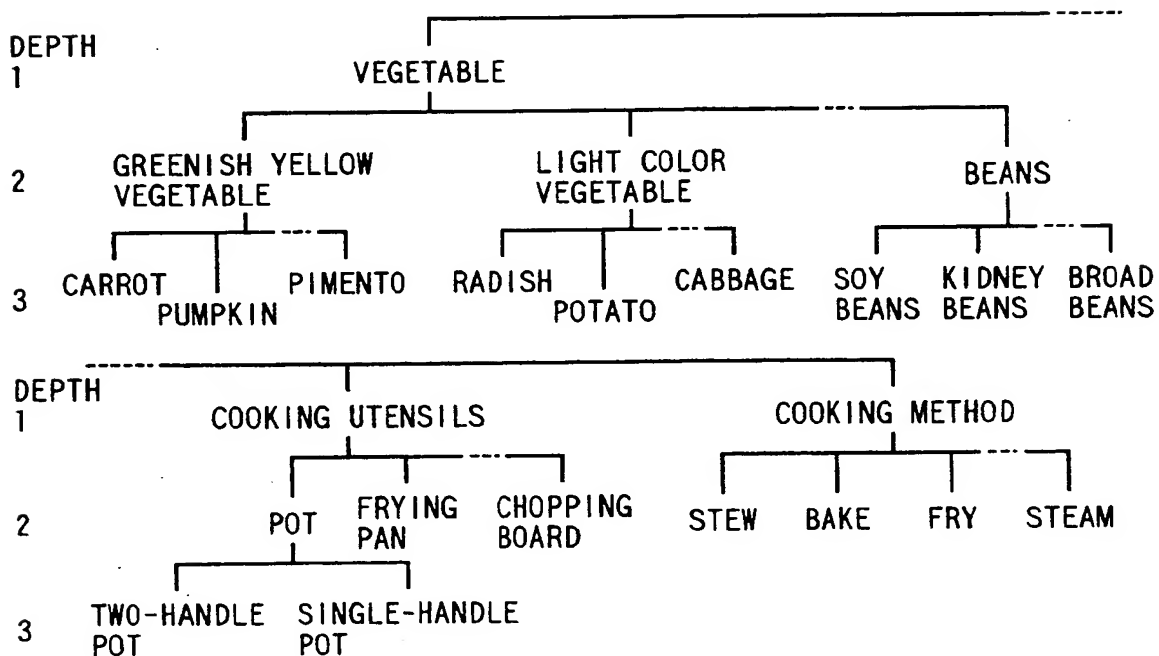 DEPTH
1 VEGETABLE
2 GREENISH YELLOW VEGETABLE LIGHT COLOR VEGETABLE BEANS
3 CARROT PUMPKIN PIMENTO RADISH POTATO CABBAGE SOY BEANS KIDNEY BEANS BROAD BEANS
DEPTH
1 COOKING UTENSILS COOKING METHOD
2 POT FRYING PAN CHOPPING BOARD STEW BAKE FRY STEAM
3 TWO-HANDLE POT SINGLE-HANDLE POT